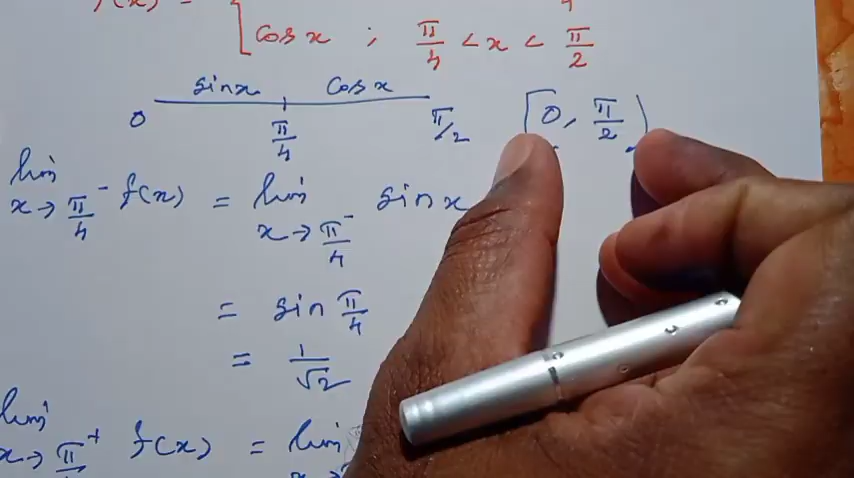 f(x) =
cos x ; π/4 < x < π/2
sin x cos x
0 π/4 π/2 [0, π/2)
lim x→π/4⁻ f(x) = lim x→π/4⁻ sin x
= sin π/4
= 1/√2
lim x→π/4⁺ f(x) = lim